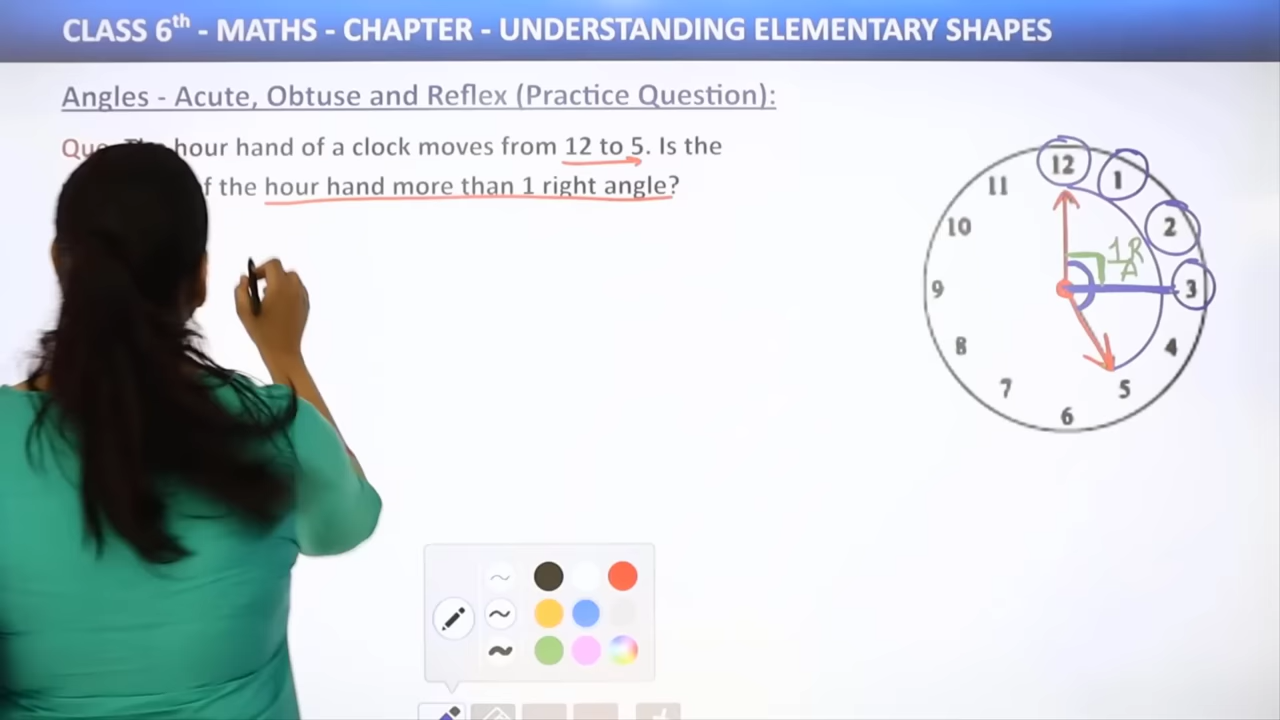 CLASS 6th - MATHS - CHAPTER - UNDERSTANDING ELEMENTARY SHAPES
Angles - Acute, Obtuse and Reflex (Practice Question):
hour hand of a clock moves from 12 to 5. Is the
the hour hand more than 1 right angle?
12
11
1
10
2
1R
A
9
3
8
4
7
5
6